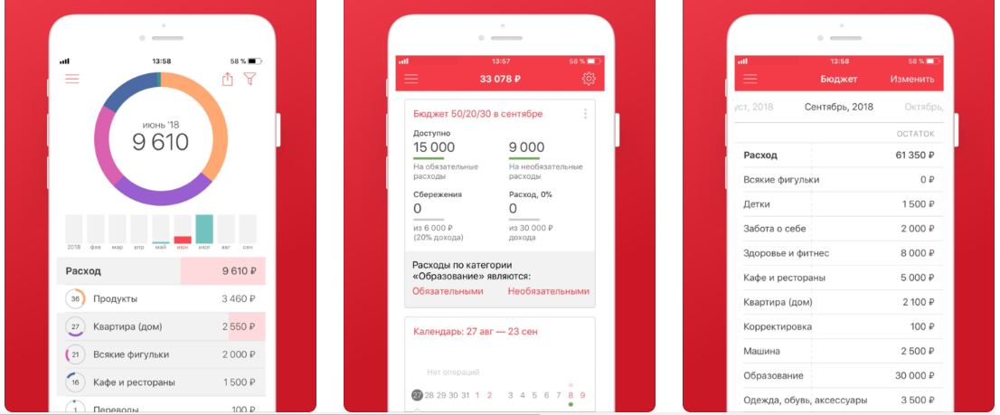 13:58
58 %
июнь '18
9 610
2018 фев мар апр май июн июл авг сен
Расход 9 610 ₽
36 Продукты 3 460 ₽
27 Квартира (дом) 2 550 ₽
21 Всякие фигульки 2 000 ₽
16 Кафе и рестораны 1 500 ₽
1 Переводы 100 ₽
13:57
58 %
33 078 ₽
Бюджет 50/20/30 в сентябре
Доступно
15 000 9 000
На обязательные На необязательные
расходы расходы
Сбережения Расход, 0%
0 0
из 6 000 ₽ из 30 000 ₽
(20% дохода) дохода
Расходы по категории
«Образование» являются:
Обязательными Необязательными
Календарь: 27 авг — 23 сен
Нет операций
27 28 29 30 31 1 2 3 4 5 6 7 8 9
13:58
58 %
Бюджет Изменить
уст, 2018 Сентябрь, 2018 Октябрь,
ОСТАТОК
Расход 61 350 ₽
Всякие фигульки 0 ₽
Детки 1 500 ₽
Забота о себе 2 000 ₽
Здоровье и фитнес 8 000 ₽
Кафе и рестораны 5 000 ₽
Квартира (дом) 2 100 ₽
Корректировка 100 ₽
Машина 2 500 ₽
Образование 30 000 ₽
Одежда, обувь, аксессуары 3 500 ₽